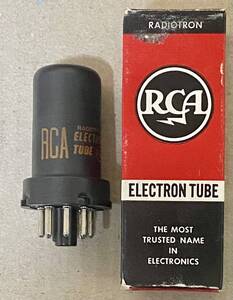 RCA
ELECTRON
TUBE
RADIOTRON
RCA
ELECTRON TUBE
THE MOST
TRUSTED NAME
IN
ELECTRONICS